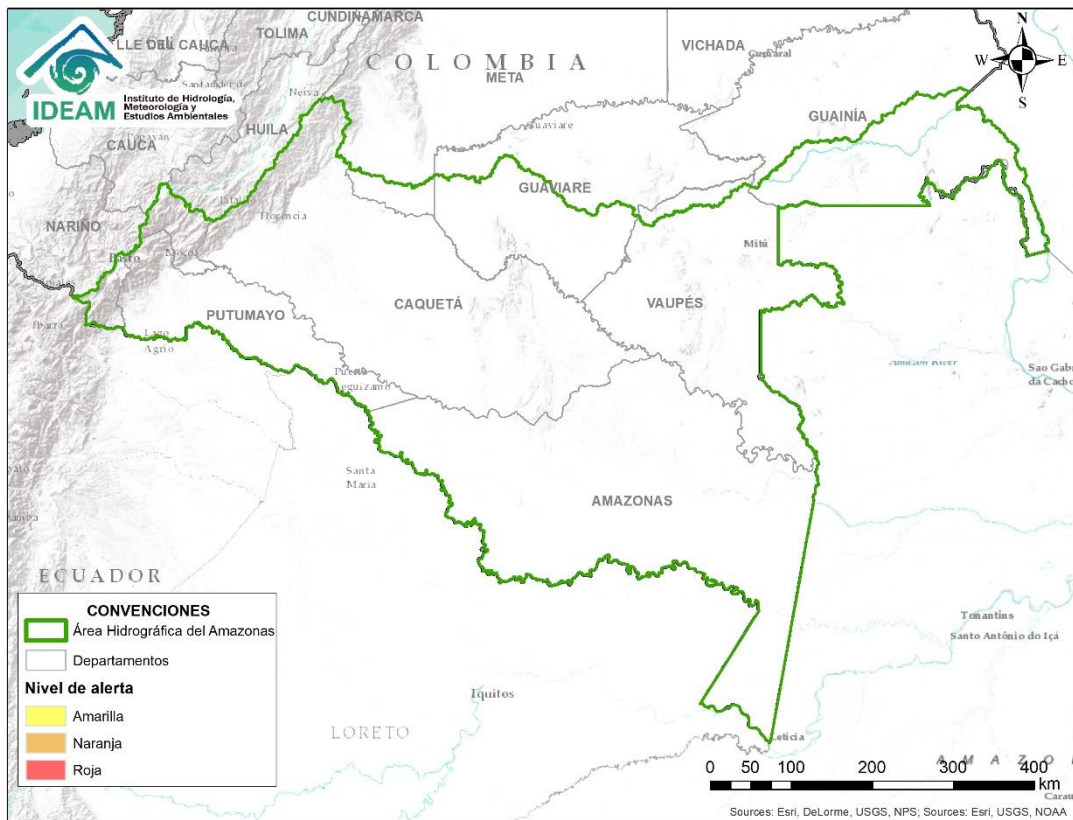 IDEAM
Instituto de Hidrología,
Meteorología y
Estudios Ambientales
CUNDINAMARCA
LLE DEL CAUCA
TOLIMA
COLOMBIA
VICHADA
META
Neiva
HUILA
CAUCA
Guaviare
GUAINÍA
GUAVIARE
NARIÑO
Florencia
Pasto
Mitú
VAUPÉS
CAQUETÁ
PUTUMAYO
Ibarra
Lago
Agrio
Puerto
Leguizamo
Sao Gabr
da Cacho
Santa
Maria
AMAZONAS
ECUADOR
Tonantins
Santo Antônio do Içá
Iquitos
LORETO
Leticia
A M A Z O
Carau
N
W
E
S
CONVENCIONES
Área Hidrográfica del Amazonas
Departamentos
Nivel de alerta
Amarilla
Naranja
Roja
0 50 100 200 300 400
km
Sources: Esri, DeLorme, USGS, NPS; Sources: Esri, USGS, NOAA